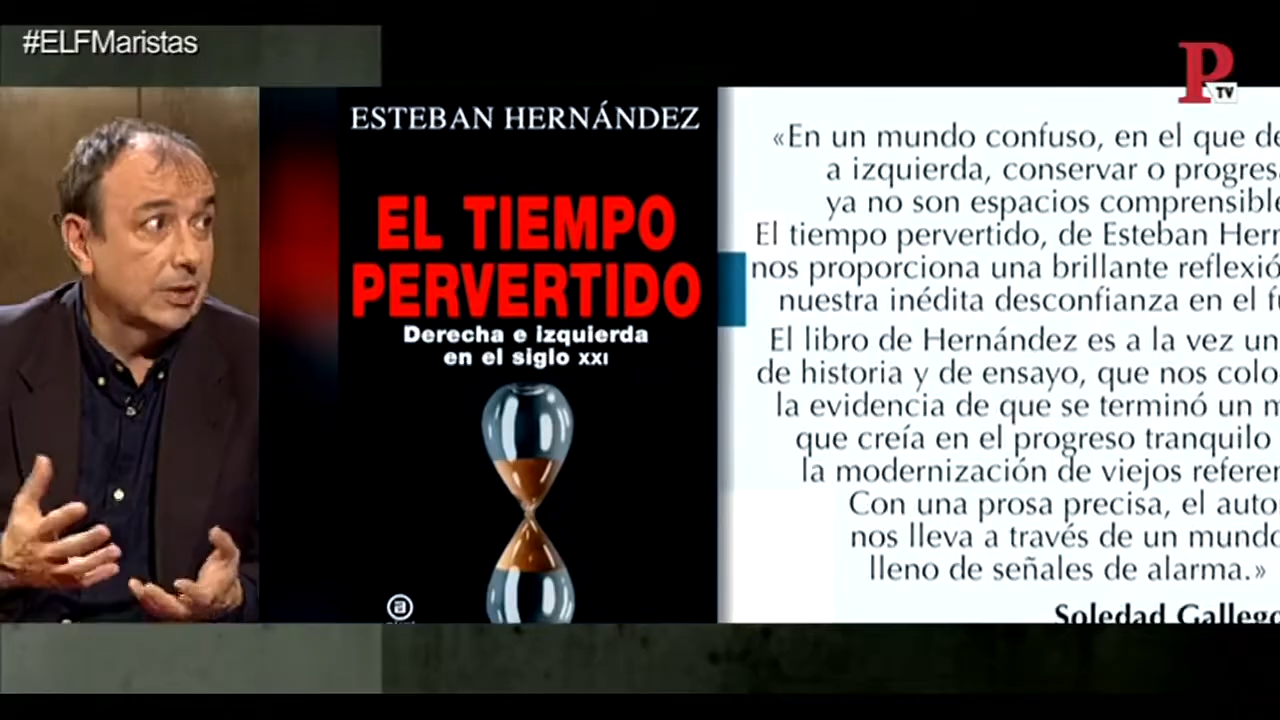 #ELFMaristas
P
TV
ESTEBAN HERNÁNDEZ
EL TIEMPO
PERVERTIDO
Derecha e izquierda
en el siglo XXI
a
«En un mundo confuso, en el que de
a izquierda, conservar o progres
ya no son espacios comprensible
El tiempo pervertido, de Esteban Hern
nos proporciona una brillante reflexió
nuestra inédita desconfianza en el f
El libro de Hernández es a la vez un
de historia y de ensayo, que nos colo
la evidencia de que se terminó un m
que creía en el progreso tranquilo
la modernización de viejos referen
Con una prosa precisa, el auto
nos lleva a través de un mundo
lleno de señales de alarma.»
Soledad Gallego